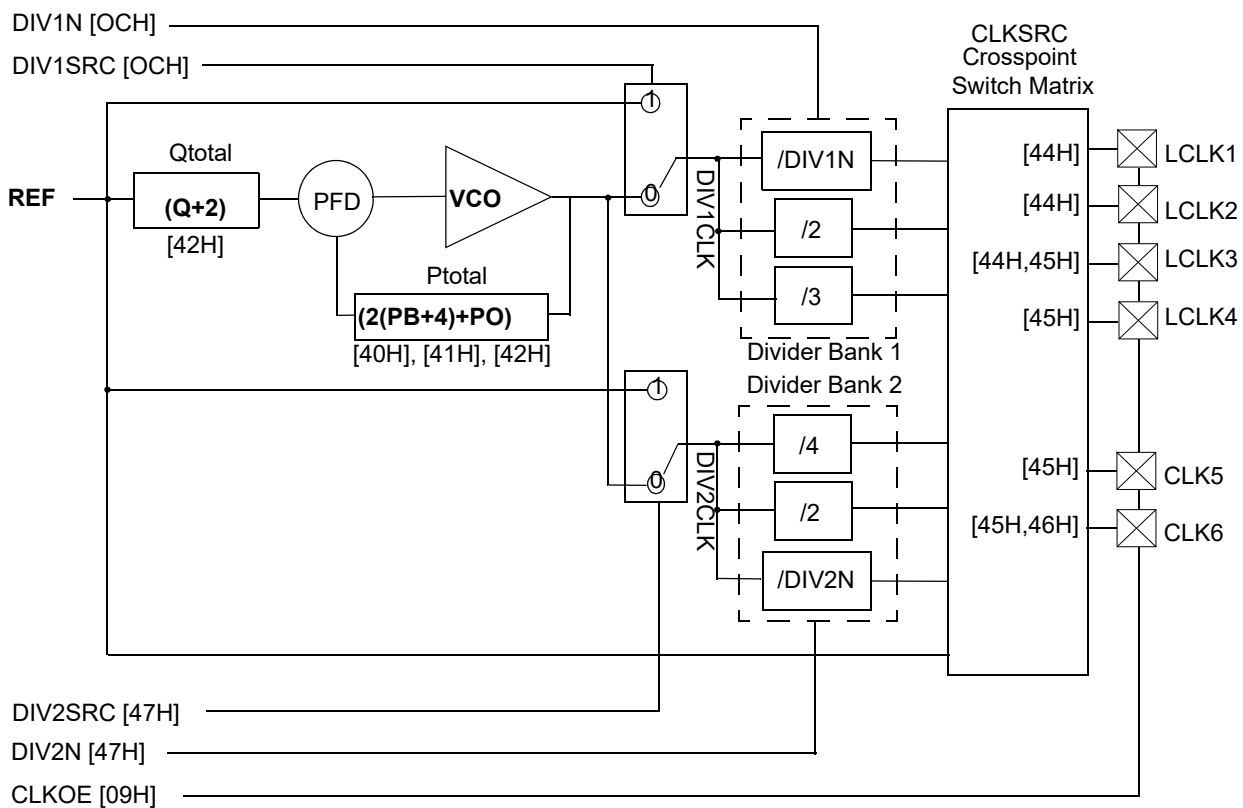 DIV1N [OCH]
DIV1SRC [OCH]
CLKSRC
Crosspoint
Switch Matrix
1
Qtotal
REF
(Q+2)
[42H]
PFD
VCO
0
Ptotal
(2(PB+4)+PO)
[40H], [41H], [42H]
DIV1CLK
/DIV1N
/2
/3
Divider Bank 1
Divider Bank 2
1
0
DIV2CLK
/4
/2
/DIV2N
[44H]
LCLK1
[44H]
LCLK2
[44H,45H]
LCLK3
[45H]
LCLK4
[45H]
CLK5
[45H,46H]
CLK6
DIV2SRC [47H]
DIV2N [47H]
CLKOE [09H]